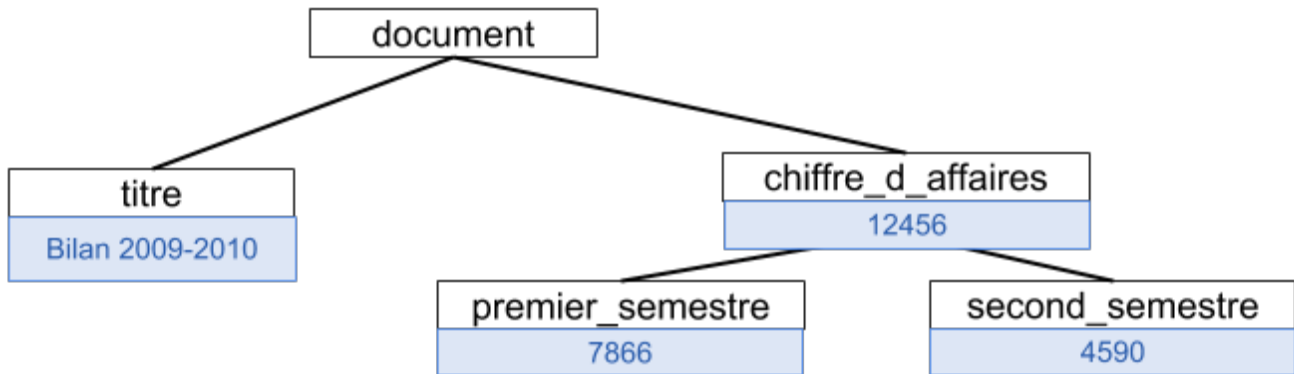 document
titre
Bilan 2009-2010
chiffre_d_affaires
12456
premier_semestre
7866
second_semestre
4590